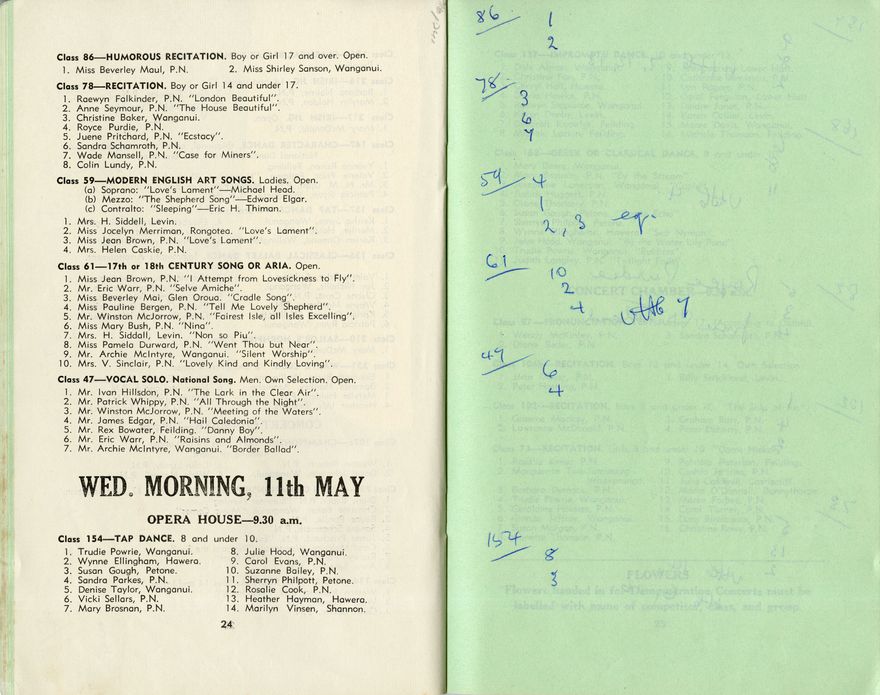 Class 86—HUMOROUS RECITATION. Boy or Girl 17 and over. Open.
1. Miss Beverley Maul, P.N. 2. Miss Shirley Sanson, Wanganui.
Class 78—RECITATION. Boy or Girl 14 and under 17.
1. Raewyn Falkinder, P.N. "London Beautiful".
2. Anne Seymour, P.N. "The House Beautiful".
3. Christine Baker, Wanganui.
4. Royce Purdie, P.N.
5. Juene Pritchard, P.N. "Ecstacy".
6. Sandra Schamroth, P.N.
7. Wade Mansell, P.N. "Case for Miners".
8. Colin Lundy, P.N.
Class 59—MODERN ENGLISH ART SONGS. Ladies. Open.
(a) Soprano: "Love's Lament"—Michael Head.
(b) Mezzo: "The Shepherd Song"—Edward Elgar.
(c) Contralto: "Sleeping"—Eric H. Thiman.
1. Mrs. H. Siddell, Levin.
2. Miss Jocelyn Merriman, Rongotea. "Love's Lament".
3. Miss Jean Brown, P.N. "Love's Lament".
4. Mrs. Helen Caskie, P.N.
Class 61—17th or 18th CENTURY SONG OR ARIA. Open.
1. Miss Jean Brown, P.N. "I Attempt from Lovesickness to Fly".
2. Mr. Eric Warr, P.N. "Selve Amiche".
3. Miss Beverley Mai, Glen Oroua. "Cradle Song".
4. Miss Pauline Bergen, P.N. "Tell Me Lovely Shepherd".
5. Mr. Winston McJorrow, P.N. "Fairest Isle, all Isles Excelling".
6. Miss Mary Bush, P.N. "Nina".
7. Mrs. H. Siddell, Levin. "Non so Piu".
8. Miss Pamela Durward, P.N. "Went Thou but Near".
9. Mr. Archie McIntyre, Wanganui. "Silent Worship".
10. Mrs. V. Sinclair, P.N. "Lovely Kind and Kindly Loving".
Class 47—VOCAL SOLO. National Song. Men. Own Selection. Open.
1. Mr. Ivan Hillsdon, P.N. "The Lark in the Clear Air".
2. Mr. Patrick Whippy, P.N. "All Through the Night".
3. Mr. Winston McJorrow, P.N. "Meeting of the Waters".
4. Mr. James Edgar, P.N. "Hail Caledonia".
5. Mr. Rex Bowater, Feilding. "Danny Boy".
6. Mr. Eric Warr, P.N. "Raisins and Almonds".
7. Mr. Archie McIntyre, Wanganui. "Border Ballad".
WED. MORNING, 11th MAY
OPERA HOUSE—9.30 a.m.
Class 154—TAP DANCE. 8 and under 10.
1. Trudie Powrie, Wanganui.
2. Wynne Ellingham, Hawera.
3. Susan Gough, Petone.
4. Sandra Parkes, P.N.
5. Denise Taylor, Wanganui.
6. Vicki Sellars, P.N.
7. Mary Brosnan, P.N.
8. Julie Hood, Wanganui.
9. Carol Evans, P.N.
10. Suzanne Bailey, P.N.
11. Sherryn Philpott, Petone.
12. Rosalie Cook, P.N.
13. Heather Hayman, Hawera.
14. Marilyn Vinsen, Shannon.
24
86 1
2
78
3
6
7
59 4
1
2, 3 eq.
61
10
2
4 7
47
6
4
154
8
3